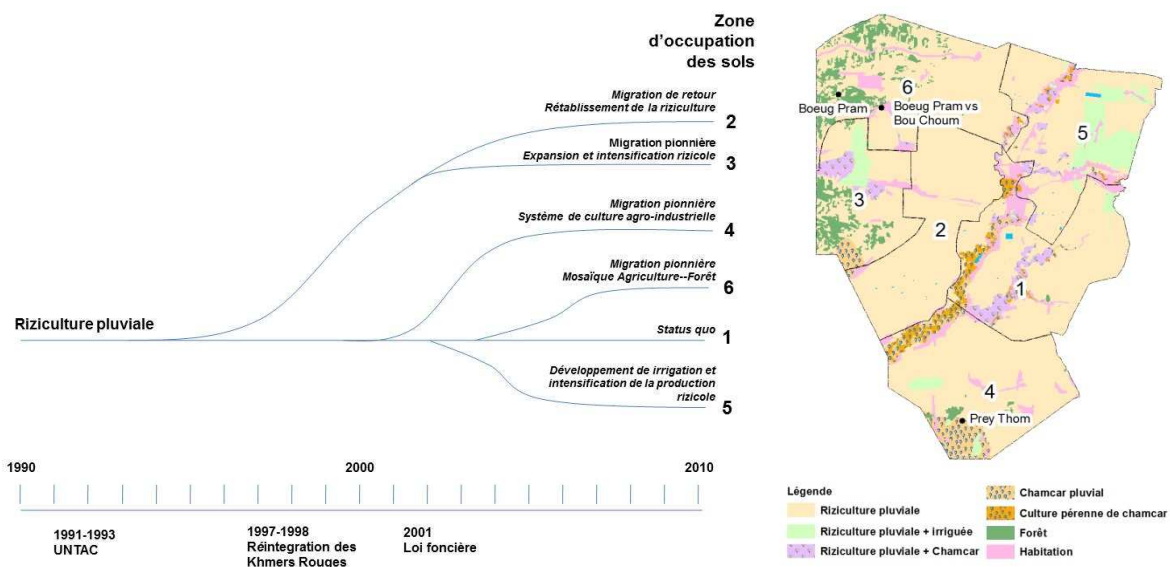 Zone
d'occupation
des sols
Migration de retour
Rétablissement de la riziculture
2
Migration pionnière
Expansion et intensification rizicole
3
Migration pionnière
Système de culture agro-industrielle
4
Migration pionnière
Mosaïque Agriculture--Forêt
6
Riziculture pluviale
Status quo
1
Développement de irrigation et
intensification de la production
rizicole
5
1990
2000
2010
1991-1993
UNTAC
1997-1998
Réintegration des
Khmers Rouges
2001
Loi foncière
6
Boeug Pram
Boeug Pram vs
Bou Choum
5
3
2
1
4
Prey Thom
Légende
Riziculture pluviale
Riziculture pluviale + irriguée
Riziculture pluviale + Chamcar
Chamcar pluvial
Culture pérenne de chamcar
Forêt
Habitation